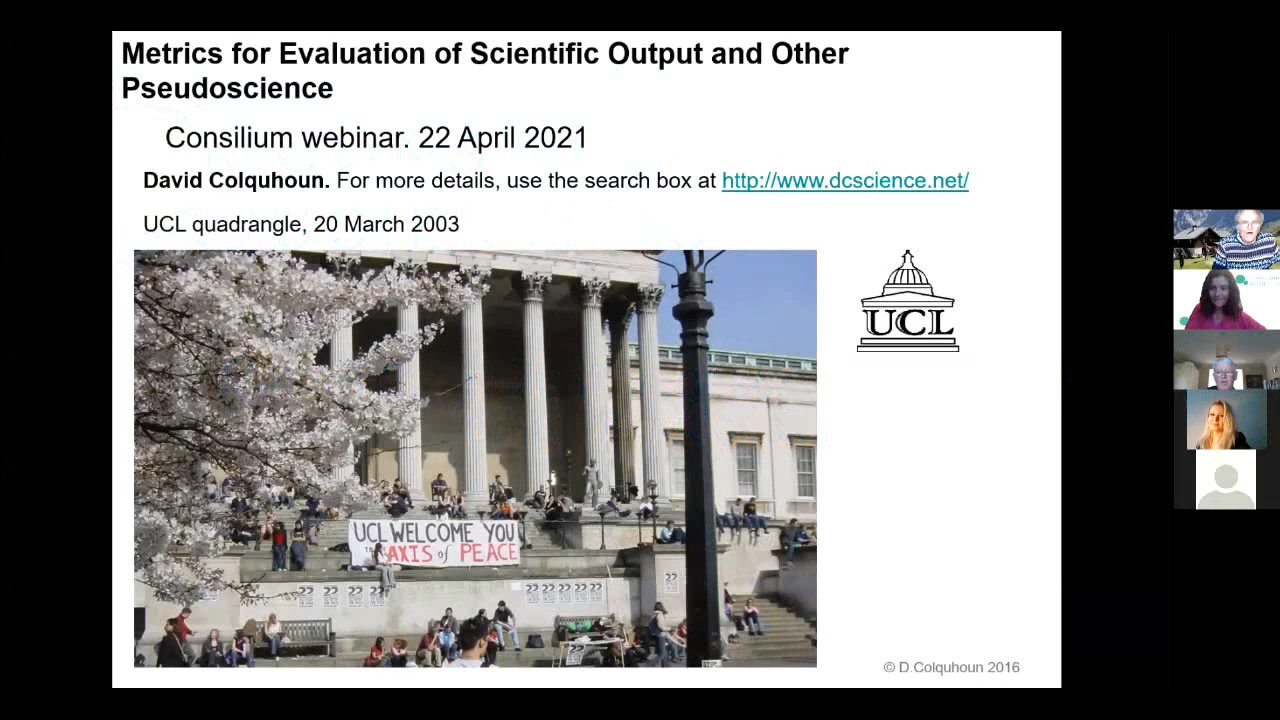 Metrics for Evaluation of Scientific Output and Other
Pseudoscience
Consilium webinar. 22 April 2021
David Colquhoun. For more details, use the search box at http://www.dcscience.net/
UCL quadrangle, 20 March 2003
UCL
UCL WELCOME YOU
TO AXIS of PEACE
© D.Colquhoun 2016